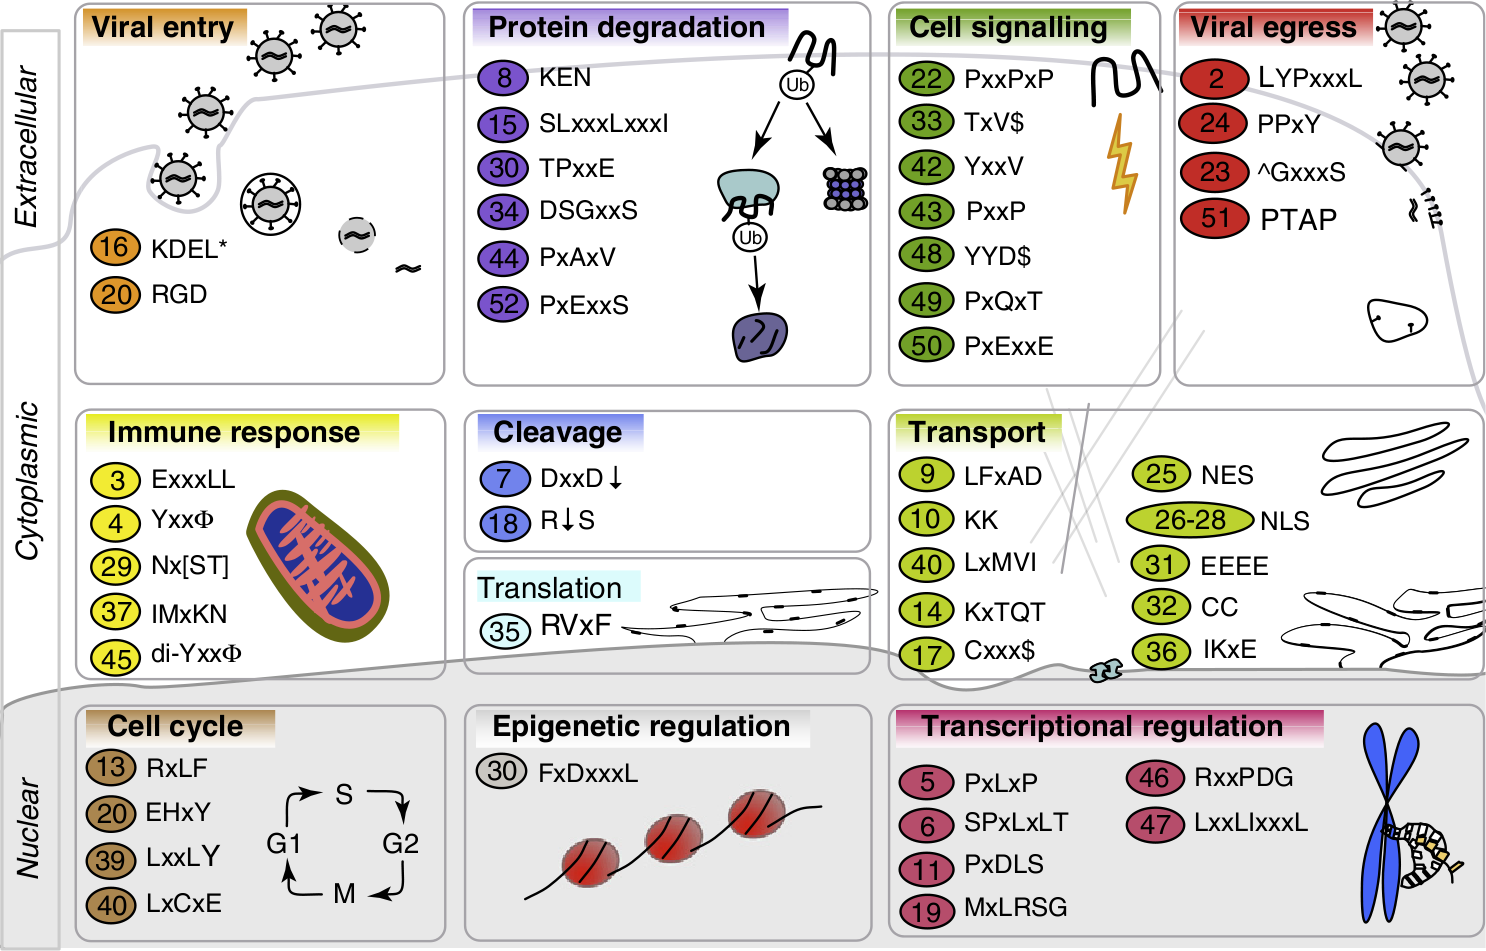 Extracellular
Cytoplasmic
Nuclear
Viral entry
16 KDEL*
20 RGD
Protein degradation
8 KEN
15 SLxxxLxxxI
30 TPxxE
34 DSGxxS
44 PxAxV
52 PxExxS
Ub
Ub
Cell signalling
22 PxxPxP
33 TxV$
42 YxxV
43 PxxP
48 YYD$
49 PxQxT
50 PxExxE
Viral egress
2 LYPxxxL
24 PPxY
23 ^GxxxS
51 PTAP
Immune response
3 ExxxLL
4 YxxΦ
29 Nx[ST]
37 IMxKN
45 di-YxxΦ
Cleavage
7 DxxD↓
18 R↓S
Translation
35 RVxF
Transport
9 LFxAD
10 KK
40 LxMVI
14 KxTQT
17 Cxxx$
25 NES
26-28 NLS
31 EEEE
32 CC
36 IKxE
Cell cycle
13 RxLF
20 EHxY
39 LxxLY
40 LxCxE
S
G1 G2
M
Epigenetic regulation
30 FxDxxxL
Transcriptional regulation
5 PxLxP
6 SPxLxLT
11 PxDLS
19 MxLRSG
46 RxxPDG
47 LxxLIxxxL